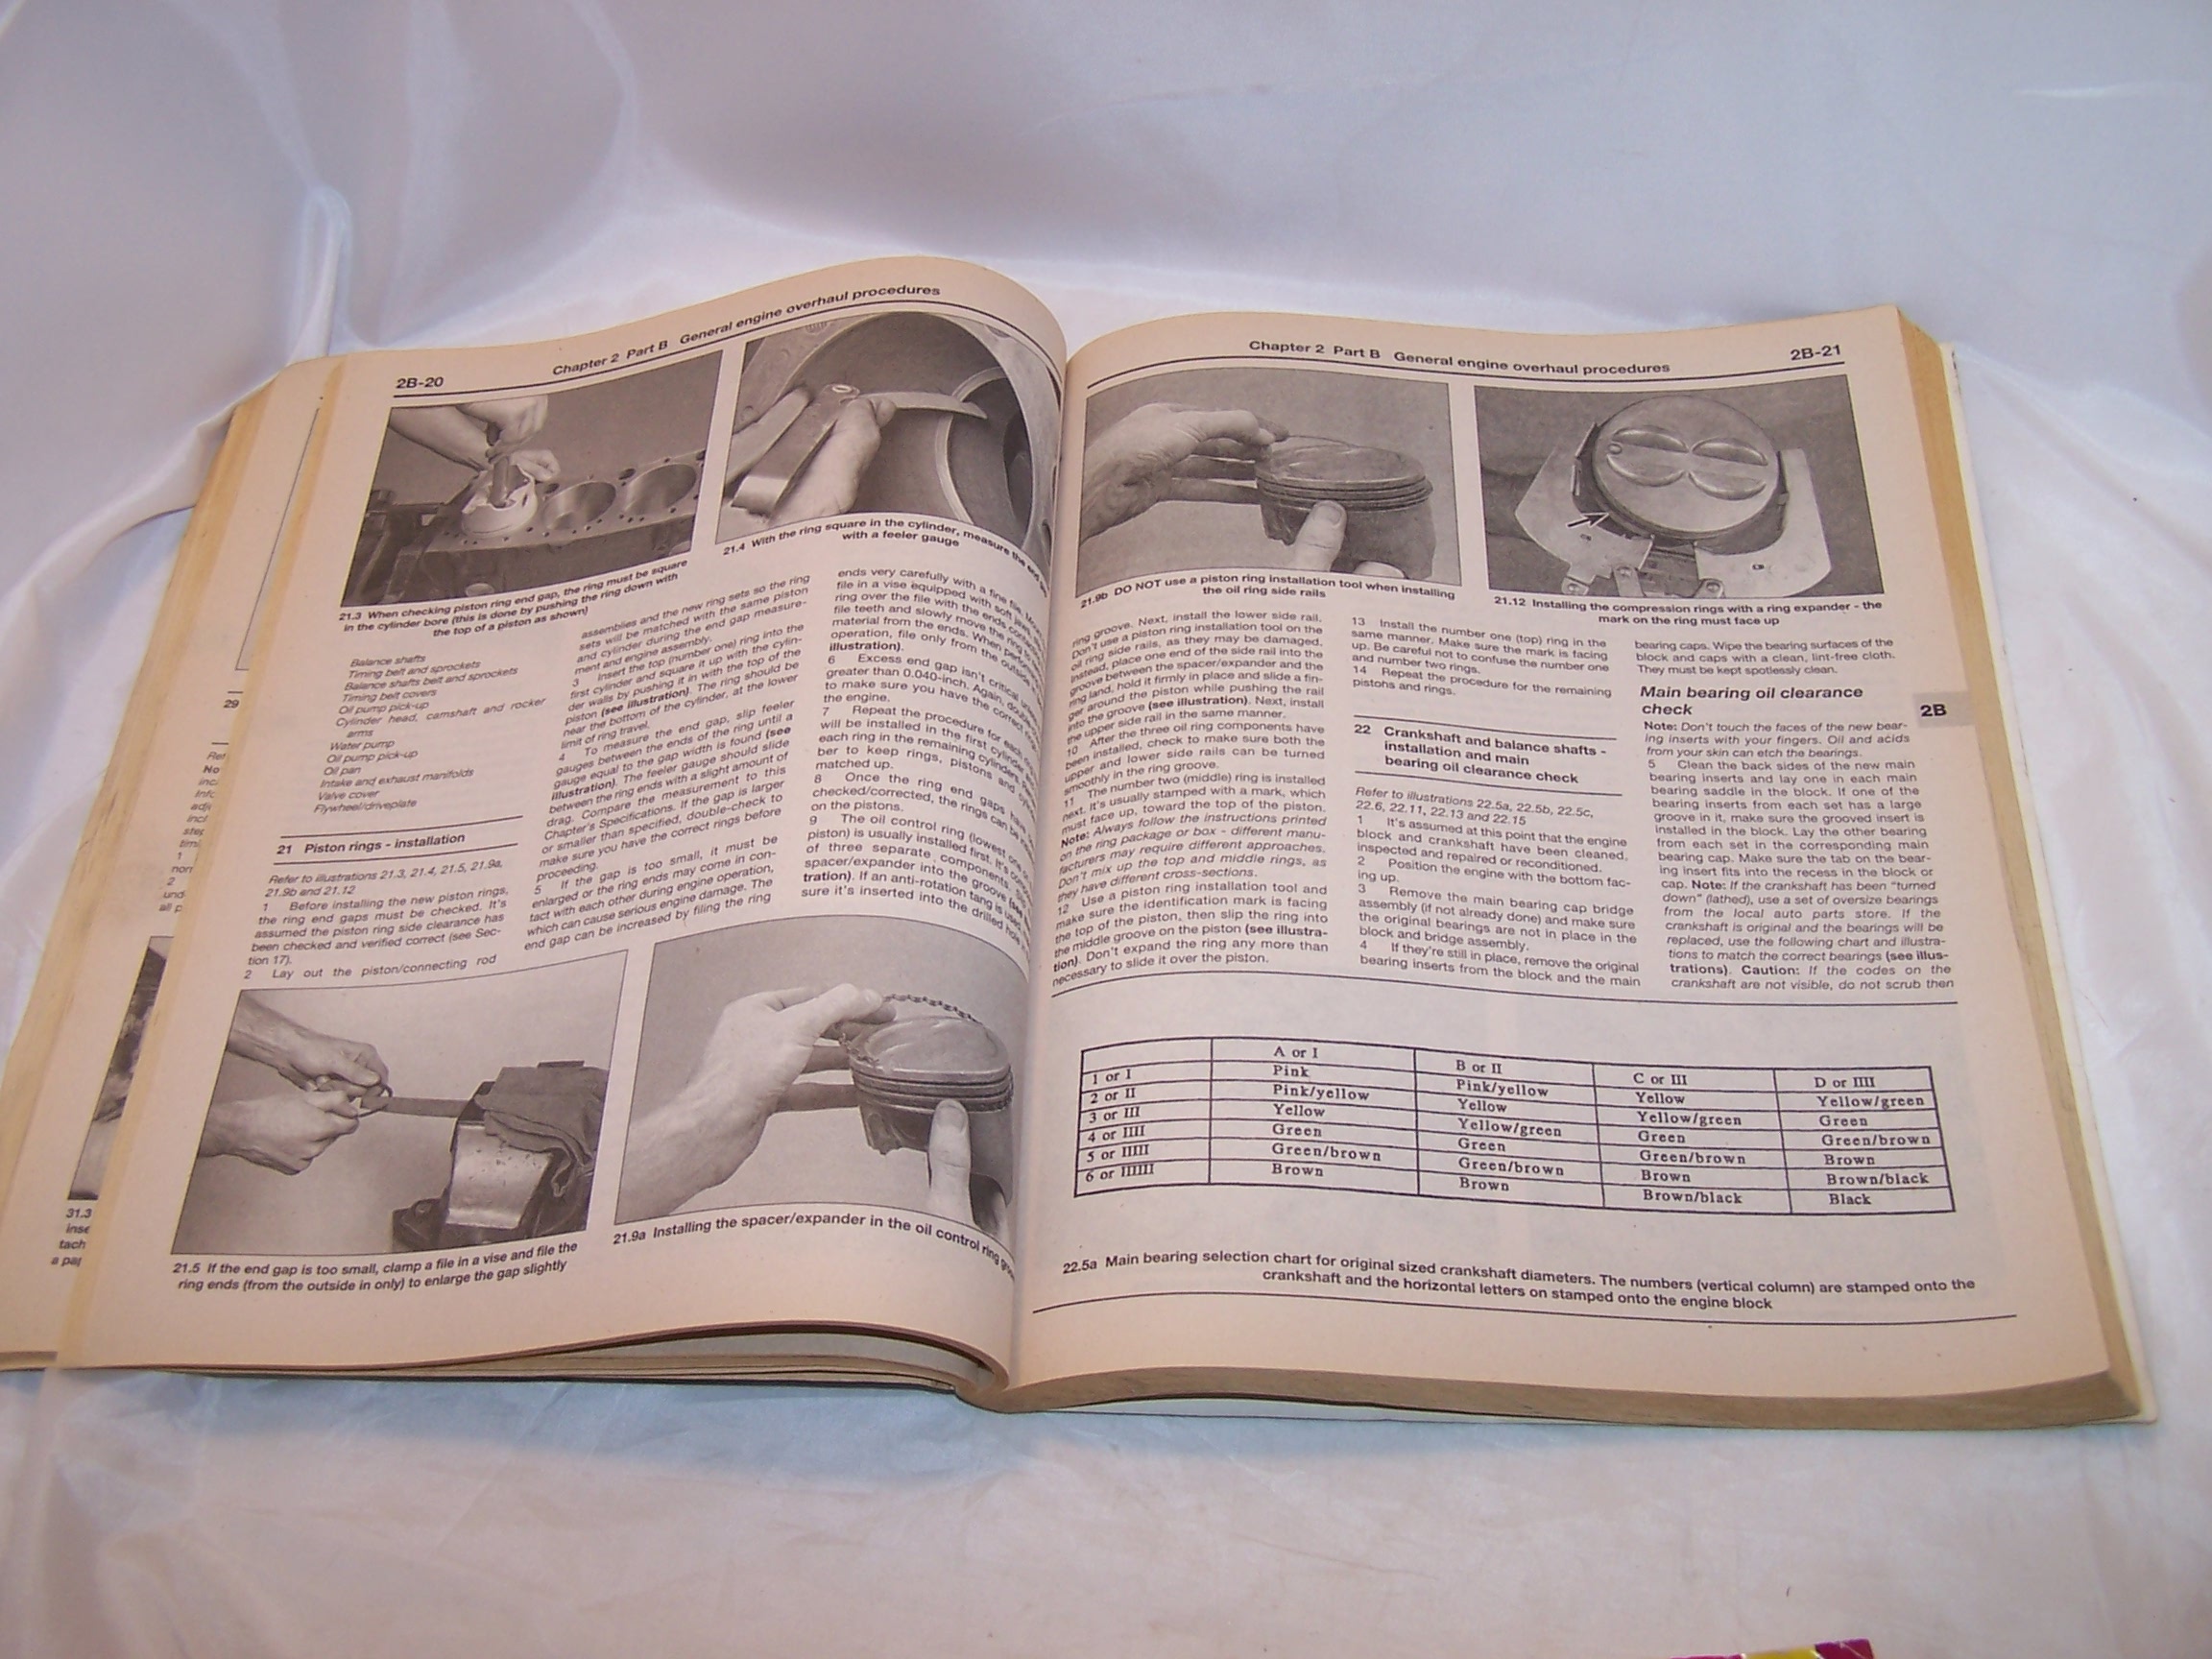 2B-20
Chapter 2 Part B General engine overhaul procedures
21.3 When checking piston ring end gap, the ring must be square
in the cylinder bore (this is done by pushing the ring down with
the top of a piston as shown)
21.4 With the ring square in the cylinder, measure the end
with a feeler gauge
Balance shafts
Timing belt and sprockets
Balance shafts belt and sprockets
Timing belt covers
Oil pump pick-up
Cylinder head, camshaft and rocker
arms
Water pump
Oil pump pick-up
Oil pan
Intake and exhaust manifolds
Valve cover
Flywheel/driveplate
21 Piston rings - installation
Refer to illustrations 21.3, 21.4, 21.5, 21.9a,
21.9b and 21.12
1 Before installing the new piston rings,
the ring end gaps must be checked. It's
assumed the piston ring side clearance has
been checked and verified correct (see Sec-
tion 17).
2 Lay out the piston/connecting rod
assemblies and the new ring sets so the ring
sets will be matched with the same piston
and cylinder during the end gap measure-
ment and engine assembly.
3 Insert the top (number one) ring into the
first cylinder and square it up with the cylin-
der walls by pushing it in with the top of the
piston (see illustration). The ring should be
near the bottom of the cylinder, at the lower
limit of ring travel.
4 To measure the end gap, slip feeler
gauges between the ends of the ring until a
gauge equal to the gap width is found (see
illustration). The feeler gauge should slide
between the ring ends with a slight amount of
drag. Compare the measurement to this
Chapter's Specifications. If the gap is larger
or smaller than specified, double-check to
make sure you have the correct rings before
proceeding.
5 If the gap is too small, it must be
enlarged or the ring ends may come in con-
tact with each other during engine operation,
which can cause serious engine damage. The
end gap can be increased by filing the ring
ends very carefully with a fine file.
file in a vise equipped with soft jaws,
ring over the file with the ends
file teeth and slowly move the ring
material from the ends. When
operation, file only from the outside
illustration).
6 Excess end gap isn't critical
greater than 0.040-inch. Again,
to make sure you have the correct
the engine.
7 Repeat the procedure for each
will be installed in the first cylinder
each ring in the remaining cylinders.
ber to keep rings, pistons and
matched up.
8 Once the ring end gaps have
checked/corrected, the rings can be
on the pistons.
9 The oil control ring (lowest
piston) is usually installed first. It's
of three separate components.
spacer/expander into the groove (see
tration). If an anti-rotation tang is used,
sure it's inserted into the drilled hole
21.5 If the end gap is too small, clamp a file in a vise and file the
ring ends (from the outside in only) to enlarge the gap slightly
21.9a Installing the spacer/expander in the oil control ring
29
No
31.3
tach
Chapter 2 Part B General engine overhaul procedures
2B-21
21.9b DO NOT use a piston ring installation tool when installing
the oil ring side rails
21.12 Installing the compression rings with a ring expander - the
mark on the ring must face up
ring groove. Next, install the lower side rail.
Don't use a piston ring installation tool on the
oil ring side rails, as they may be damaged.
Instead, place one end of the side rail into the
groove between the spacer/expander and the
ring land, hold it firmly in place and slide a fin-
ger around the piston while pushing the rail
into the groove (see illustration). Next, install
the upper side rail in the same manner.
10 After the three oil ring components have
been installed, check to make sure both the
upper and lower side rails can be turned
smoothly in the ring groove.
11 The number two (middle) ring is installed
next. It's usually stamped with a mark, which
must face up, toward the top of the piston.
Note: Always follow the instructions printed
on the ring package or box - different manu-
facturers may require different approaches.
Don't mix up the top and middle rings, as
they have different cross-sections.
12 Use a piston ring installation tool and
make sure the identification mark is facing
the top of the piston, then slip the ring into
the middle groove on the piston (see illustra-
tion). Don't expand the ring any more than
necessary to slide it over the piston.
13 Install the number one (top) ring in the
same manner. Make sure the mark is facing
up. Be careful not to confuse the number one
and number two rings.
14 Repeat the procedure for the remaining
pistons and rings.
22 Crankshaft and balance shafts -
installation and main
bearing oil clearance check
Refer to illustrations 22.5a, 22.5b, 22.5c,
22.6, 22.11, 22.13 and 22.15
1 It's assumed at this point that the engine
block and crankshaft have been cleaned,
inspected and repaired or reconditioned.
2 Position the engine with the bottom fac-
ing up.
3 Remove the main bearing cap bridge
assembly (if not already done) and make sure
the original bearings are not in place in the
block and bridge assembly.
4 If they're still in place, remove the original
bearing inserts from the block and the main
bearing caps. Wipe the bearing surfaces of the
block and caps with a clean, lint-free cloth.
They must be kept spotlessly clean.
Main bearing oil clearance
check
Note: Don't touch the faces of the new bear-
ing inserts with your fingers. Oil and acids
from your skin can etch the bearings.
5 Clean the back sides of the new main
bearing inserts and lay one in each main
bearing saddle in the block. If one of the
bearing inserts from each set has a large
groove in it, make sure the grooved insert is
installed in the block. Lay the other bearing
from each set in the corresponding main
bearing cap. Make sure the tab on the bear-
ing insert fits into the recess in the block or
cap. Note: If the crankshaft has been "turned
down" (lathed), use a set of oversize bearings
from the local auto parts store. If the
crankshaft is original and the bearings will be
replaced, use the following chart and illustra-
tions to match the correct bearings (see illus-
trations). Caution: If the codes on the
crankshaft are not visible, do not scrub then
2B
A or I B or II C or III D or IIII
1 or I Pink Pink/yellow Yellow Yellow/green
2 or II Pink/yellow Yellow Yellow/green Green
3 or III Yellow Yellow/green Green Green/brown
4 or IIII Green Green Green/brown Brown
5 or IIIII Green/brown Green/brown Brown Brown/black
6 or IIIIII Brown Brown Brown/black Black
22.5a Main bearing selection chart for original sized crankshaft diameters. The numbers (vertical column) are stamped onto the
crankshaft and the horizontal letters on stamped onto the engine block